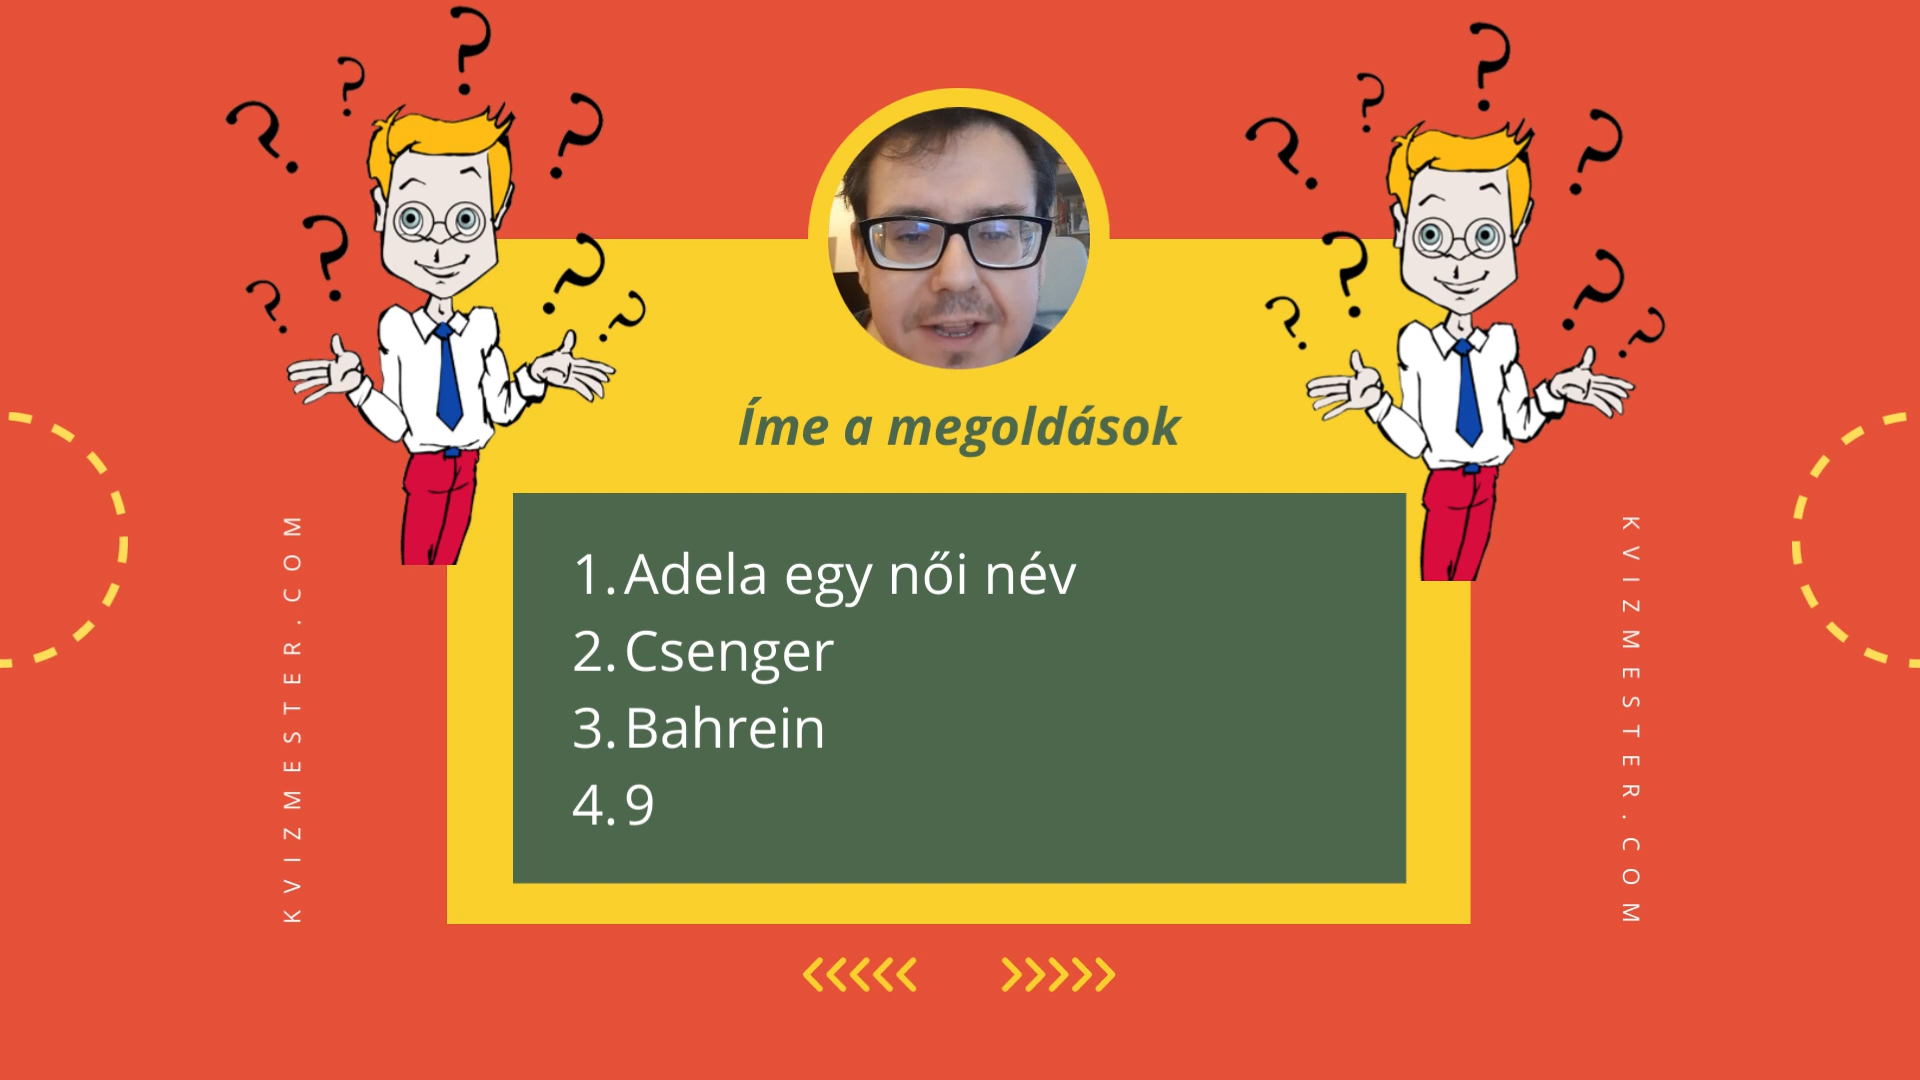 Íme a megoldások
1. Adela egy női név
2. Csenger
3. Bahrein
4. 9
KVIZMESTER.COM
KVIZMESTER.COM